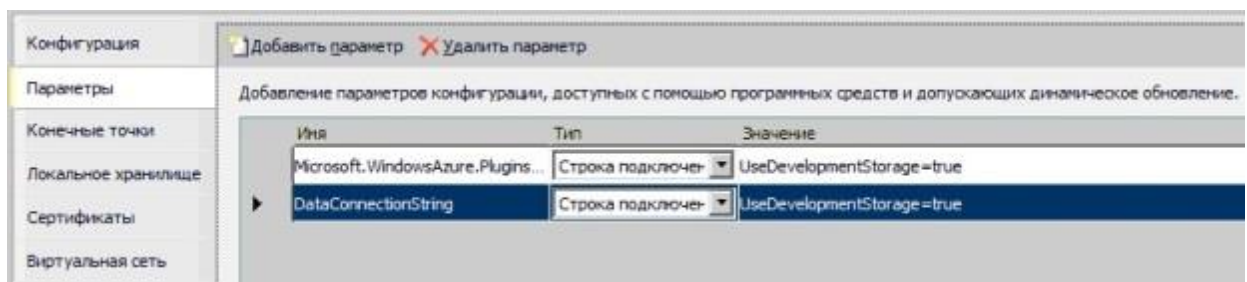 Конфигурация
Параметры
Конечные точки
Локальное хранилище
Сертификаты
Виртуальная сеть
Добавить параметр Удалить параметр
Добавление параметров конфигурации, доступных с помощью программных средств и допускающих динамическое обновление.
Имя Тип Значение
Microsoft.WindowsAzure.Plugins... Строка подключен UseDevelopmentStorage=true
DataConnectionString Строка подключен UseDevelopmentStorage=true